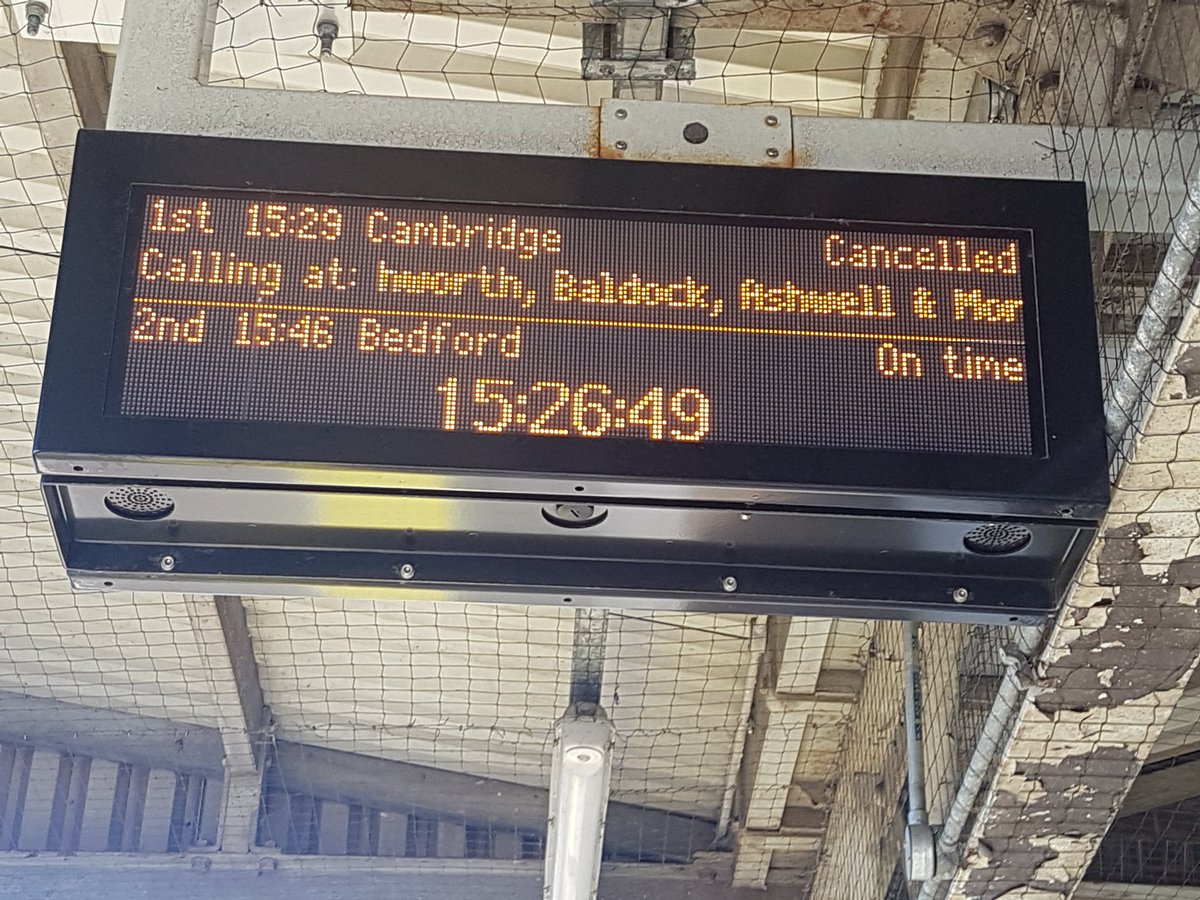 1st 15:29 Cambridge Cancelled
Calling at: hworth, Baldock, Ashwell & Mor
2nd 15:46 Bedford On time
15:26:49